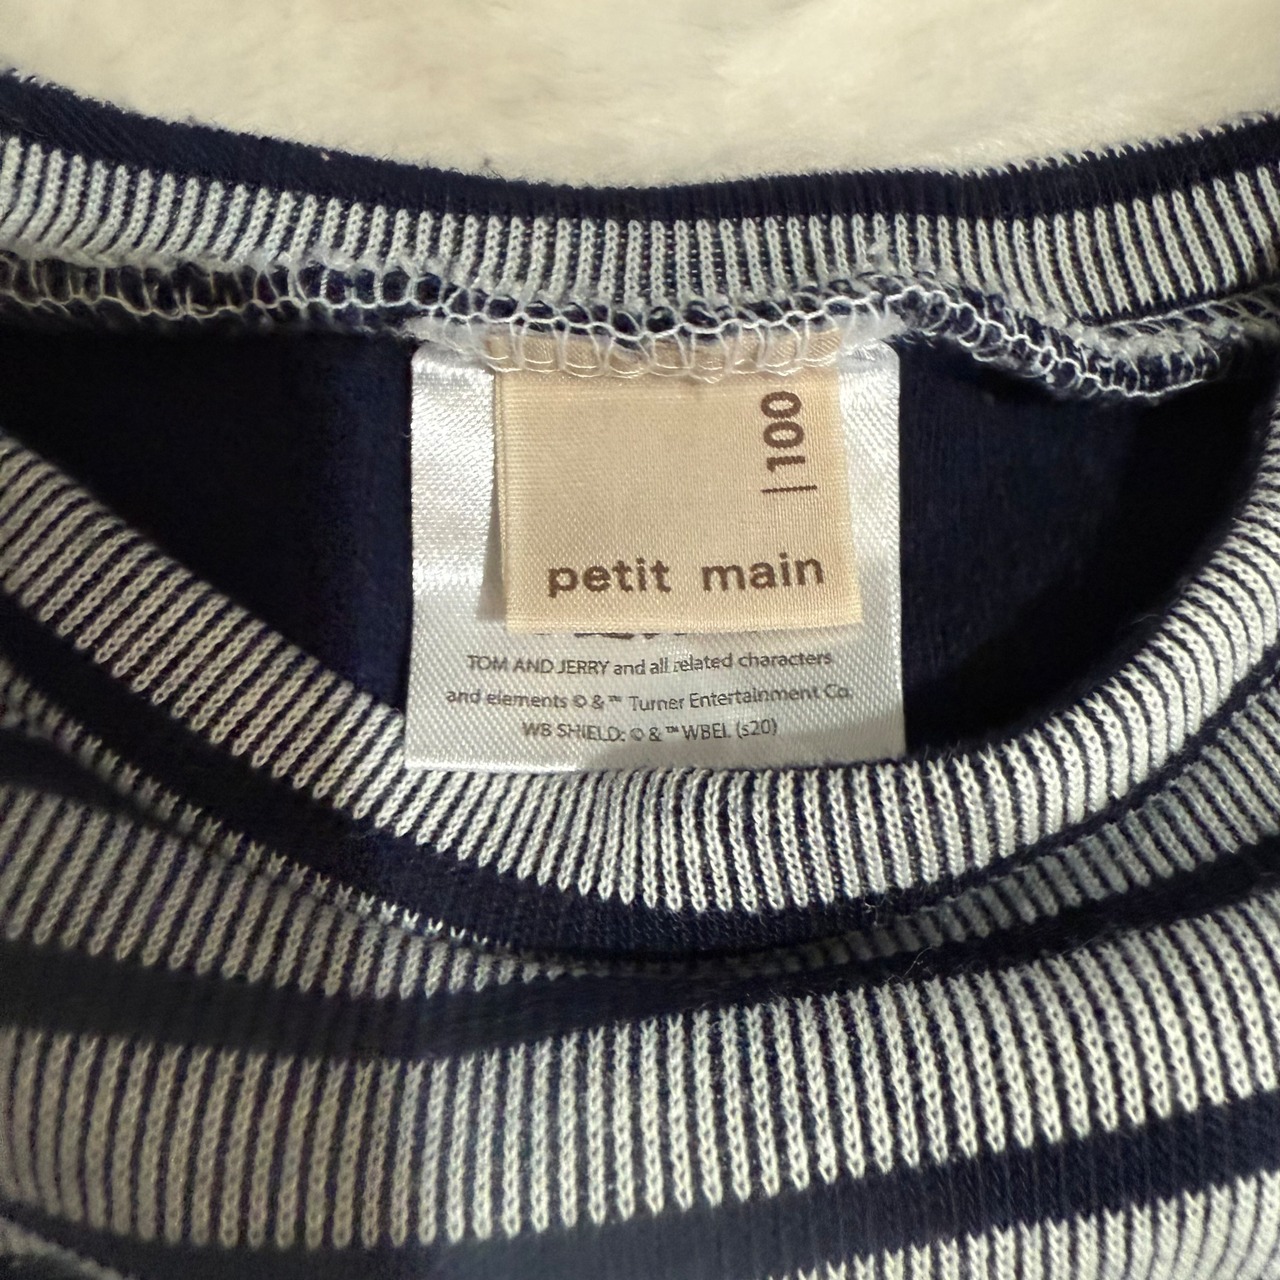 100
petit main
TOM AND JERRY and all related characters
and elements © & ™ Turner Entertainment Co.
WB SHIELD: © & ™ WBEI. (s20)